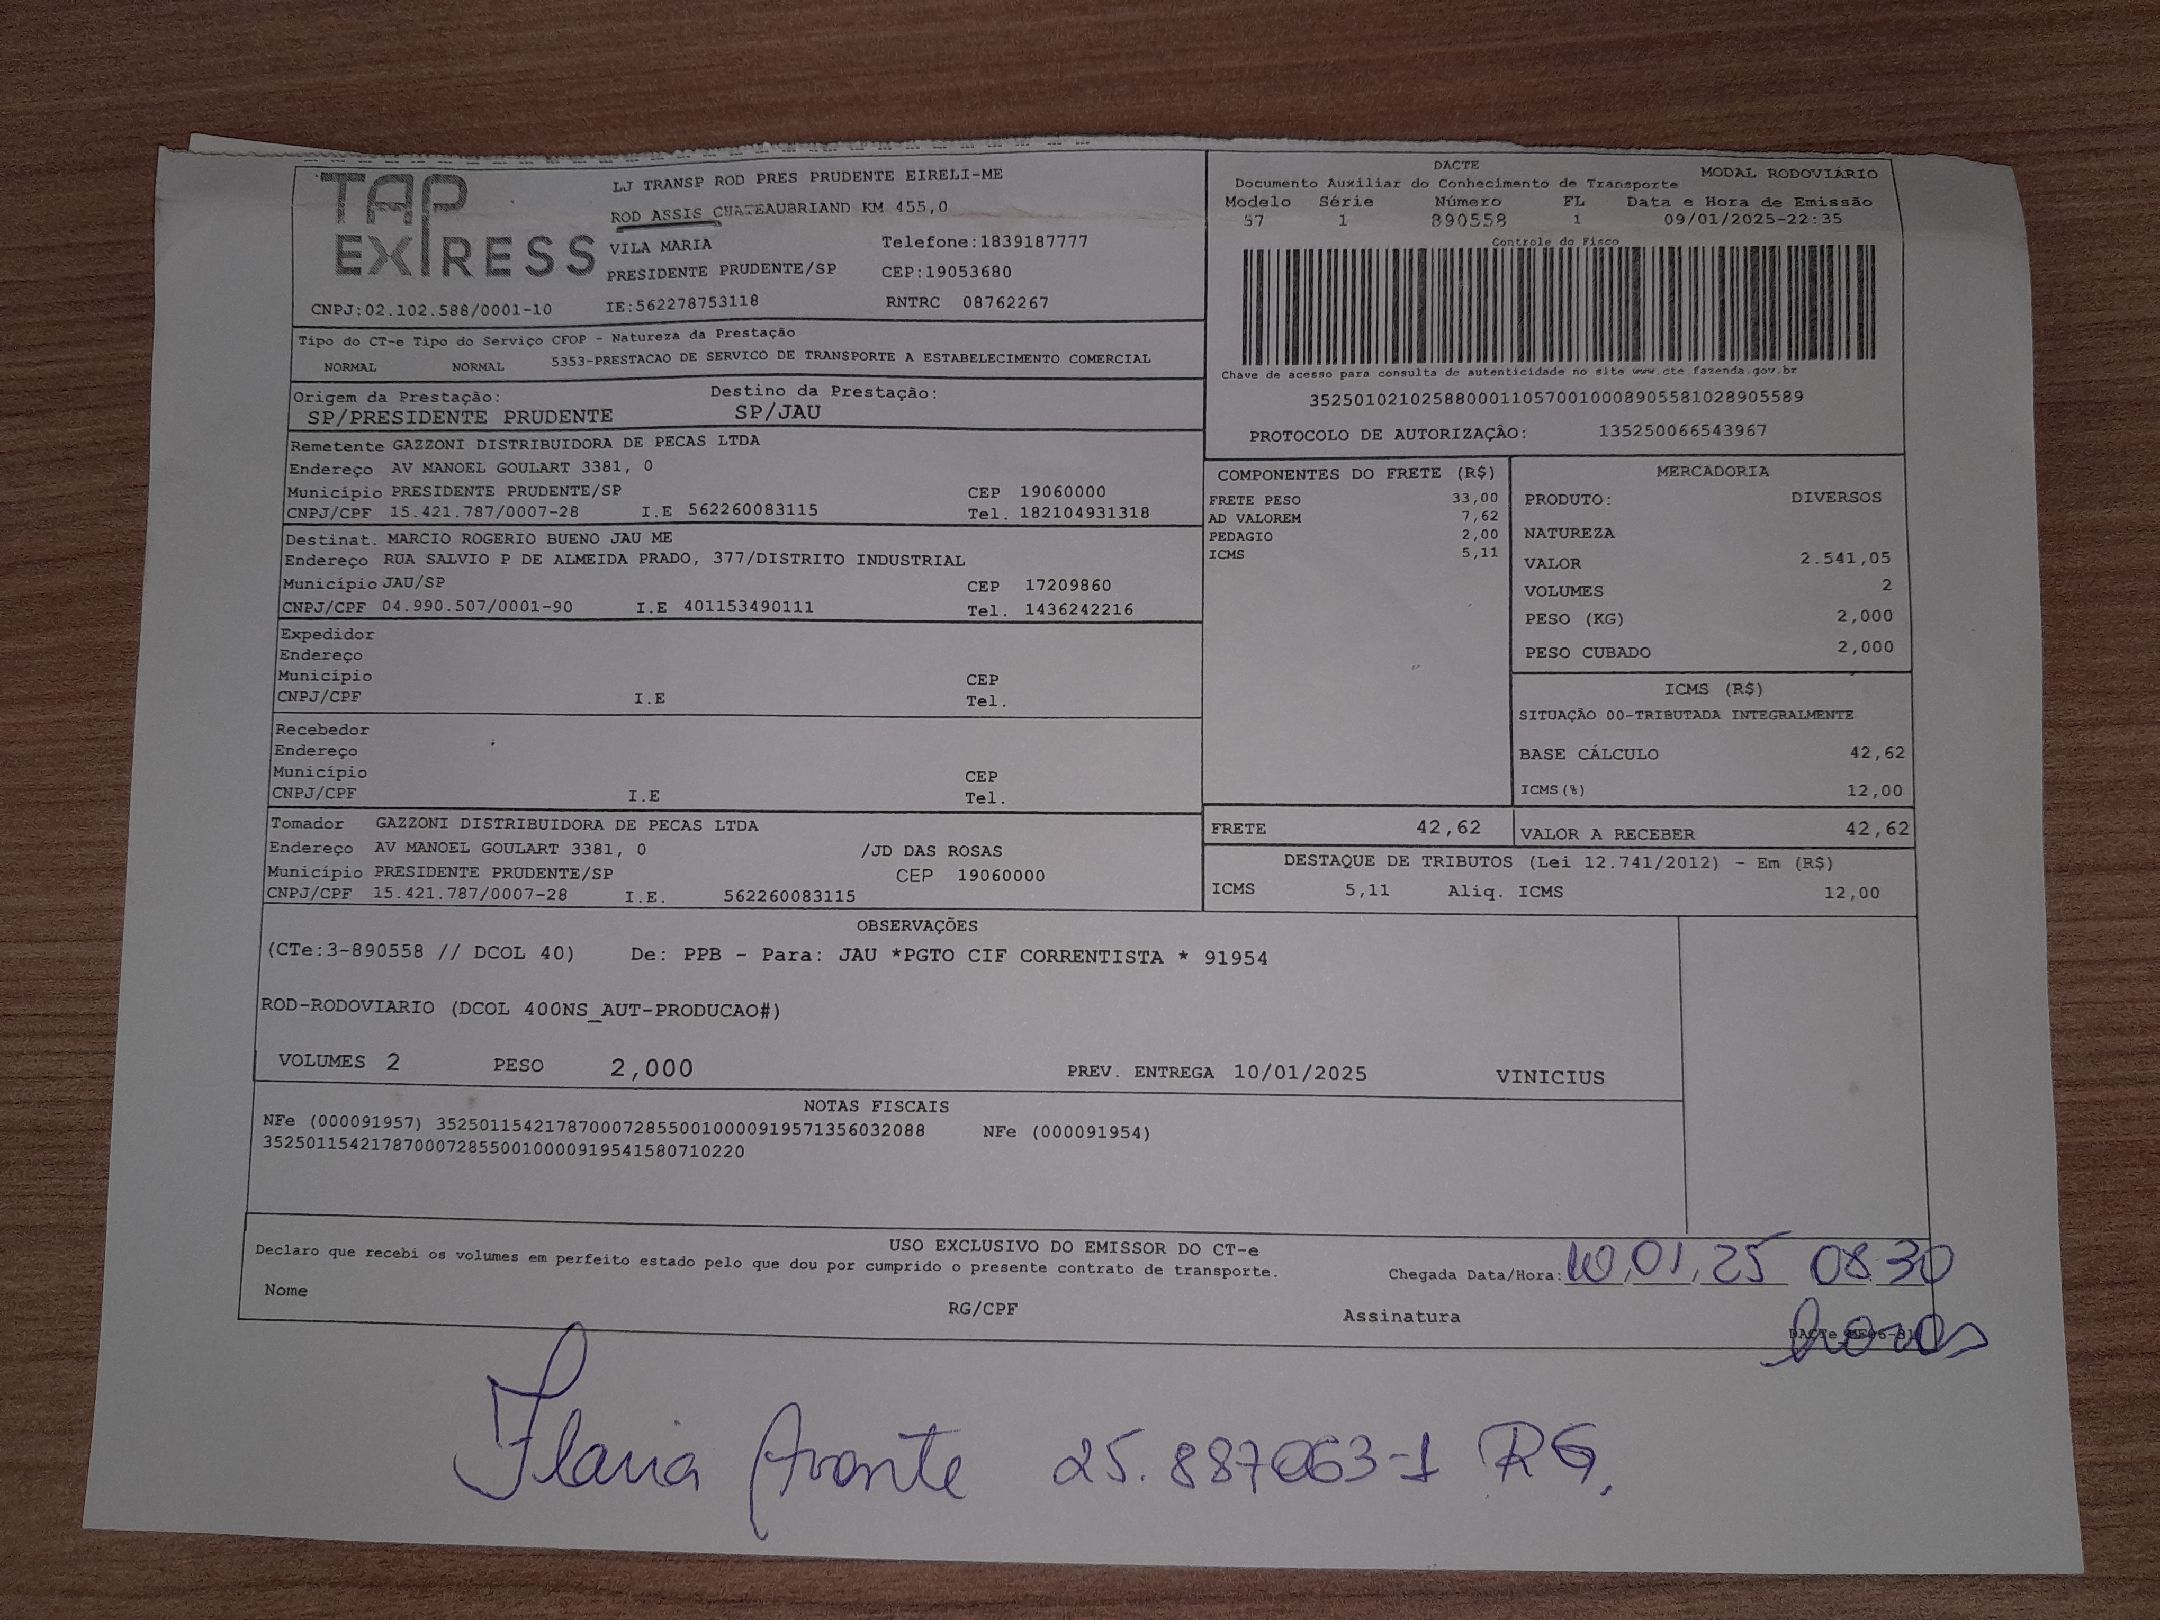 TAP EXPRESS
LJ TRANSP ROD PRES PRUDENTE EIRELI-ME
ROD ASSIS CHATEAUBRIAND KM 455,0
VILA MARIA Telefone:1839187777
PRESIDENTE PRUDENTE/SP CEP:19053680
CNPJ:02.102.588/0001-10 IE:562278753118 RNTRC 08762267
DACTE
Documento Auxiliar do Conhecimento de Transporte MODAL RODOVIÁRIO
Modelo Série Número FL Data e Hora de Emissão
57 1 890558 1 09/01/2025-22:35
Controle do Fisco
Chave de acesso para consulta de autenticidade no site www.cte.fazenda.gov.br
35250102102588000110570010008905581028905589
PROTOCOLO DE AUTORIZAÇÃO: 135250066543967
Tipo do CT-e Tipo do Serviço CFOP - Natureza da Prestação
NORMAL NORMAL 5353-PRESTACAO DE SERVICO DE TRANSPORTE A ESTABELECIMENTO COMERCIAL
Origem da Prestação: Destino da Prestação:
SP/PRESIDENTE PRUDENTE SP/JAU
Remetente GAZZONI DISTRIBUIDORA DE PECAS LTDA
Endereço AV MANOEL GOULART 3381, 0
Município PRESIDENTE PRUDENTE/SP CEP 19060000
CNPJ/CPF 15.421.787/0007-28 I.E 562260083115 Tel. 182104931318
Destinat. MARCIO ROGERIO BUENO JAU ME
Endereço RUA SALVIO P DE ALMEIDA PRADO, 377/DISTRITO INDUSTRIAL
Município JAU/SP CEP 17209860
CNPJ/CPF 04.990.507/0001-90 I.E 401153490111 Tel. 1436242216
Expedidor
Endereço
Município CEP
CNPJ/CPF I.E Tel.
Recebedor
Endereço
Município CEP
CNPJ/CPF I.E Tel.
Tomador GAZZONI DISTRIBUIDORA DE PECAS LTDA
Endereço AV MANOEL GOULART 3381, 0 /JD DAS ROSAS
Município PRESIDENTE PRUDENTE/SP CEP 19060000
CNPJ/CPF 15.421.787/0007-28 I.E. 562260083115
COMPONENTES DO FRETE (R$)
FRETE PESO 33,00
AD VALOREM 7,62
PEDAGIO 2,00
ICMS 5,11
MERCADORIA
PRODUTO: DIVERSOS
NATUREZA
VALOR 2.541,05
VOLUMES 2
PESO (KG) 2,000
PESO CUBADO 2,000
ICMS (R$)
SITUAÇÃO 00-TRIBUTADA INTEGRALMENTE
BASE CÁLCULO 42,62
ICMS(%) 12,00
FRETE 42,62 VALOR A RECEBER 42,62
DESTAQUE DE TRIBUTOS (Lei 12.741/2012) - Em (R$)
ICMS 5,11 Aliq. ICMS 12,00
OBSERVAÇÕES
(CTe:3-890558 // DCOL 40) De: PPB - Para: JAU *PGTO CIF CORRENTISTA * 91954
ROD-RODOVIARIO (DCOL 400NS_AUT-PRODUCAO#)
VOLUMES 2 PESO 2,000 PREV. ENTREGA 10/01/2025 VINICIUS
NOTAS FISCAIS
NFe (000091957) 35250115421787000728550010000919571356032088 NFe (000091954)
35250115421787000728550010000919541580710220
USO EXCLUSIVO DO EMISSOR DO CT-e
Declaro que recebi os volumes em perfeito estado pelo que dou por cumprido o presente contrato de transporte.
Chegada Data/Hora: 10,01,25 08:30
horas
Nome RG/CPF Assinatura
Flavia Avante 25.887063-1 RG.